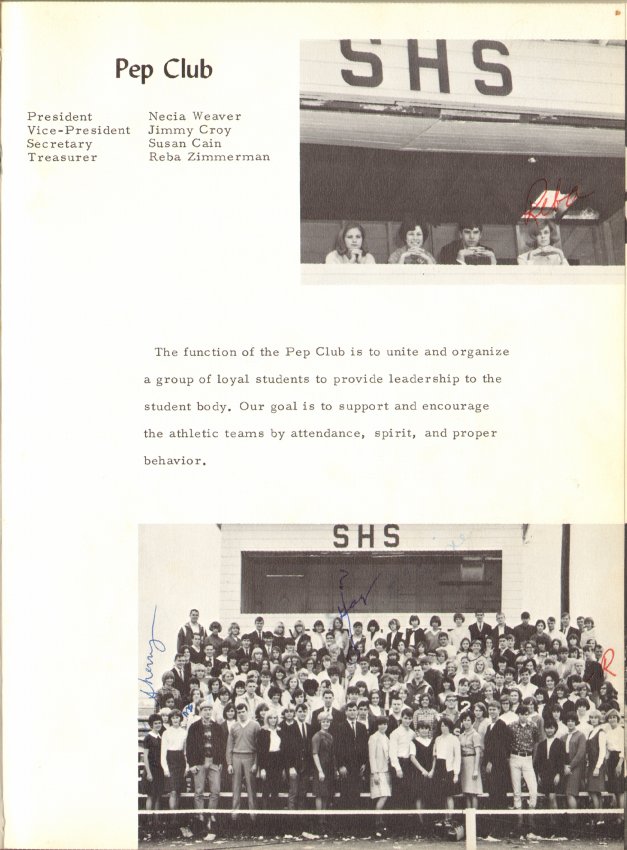 Pep Club
President Necia Weaver
Vice-President Jimmy Croy
Secretary Susan Cain
Treasurer Reba Zimmerman
SHS
Reba
The function of the Pep Club is to unite and organize
a group of loyal students to provide leadership to the
student body. Our goal is to support and encourage
the athletic teams by attendance, spirit, and proper
behavior.
SHS
Sherry
R